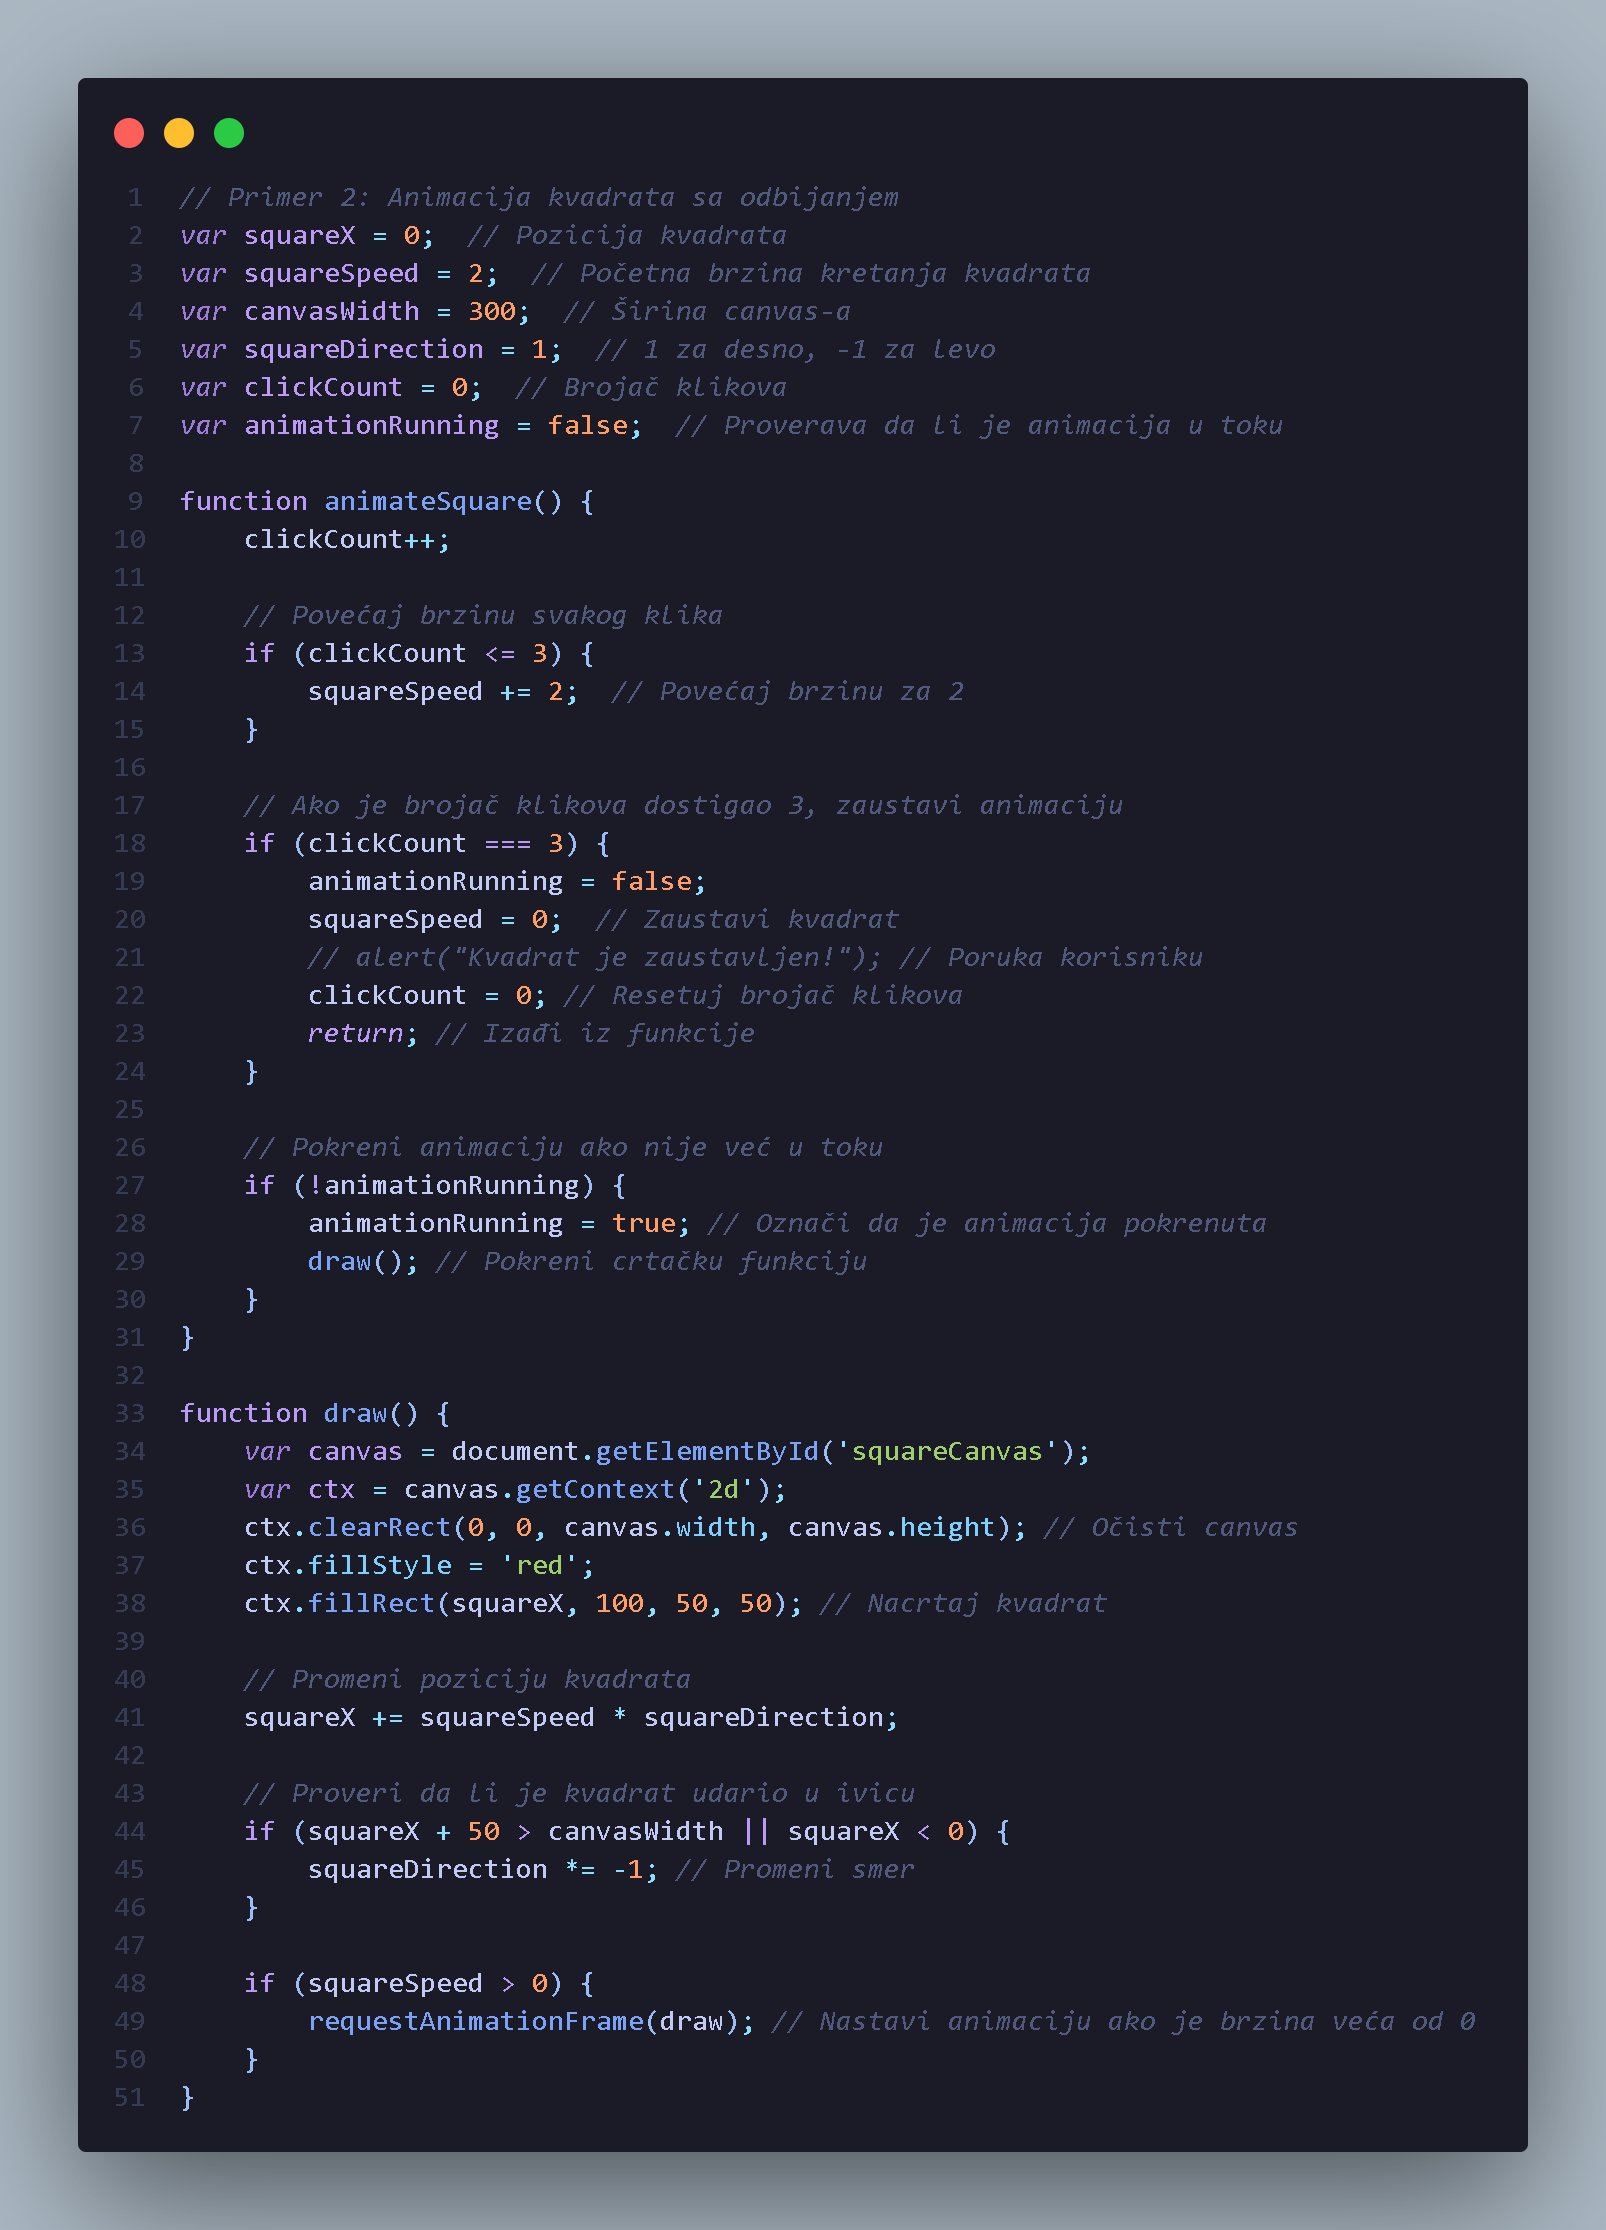 1 // Primer 2: Animacija kvadrata sa odbijanjem
2 var squareX = 0;  // Pozicija kvadrata
3 var squareSpeed = 2;  // Početna brzina kretanja kvadrata
4 var canvasWidth = 300;  // Širina canvas-a
5 var squareDirection = 1;  // 1 za desno, -1 za levo
6 var clickCount = 0;  // Brojač klikova
7 var animationRunning = false;  // Proverava da li je animacija u toku
8
9 function animateSquare() {
10     clickCount++;
11
12     // Povećaj brzinu svakog klika
13     if (clickCount <= 3) {
14         squareSpeed += 2;  // Povećaj brzinu za 2
15     }
16
17     // Ako je brojač klikova dostigao 3, zaustavi animaciju
18     if (clickCount === 3) {
19         animationRunning = false;
20         squareSpeed = 0;  // Zaustavi kvadrat
21         // alert("Kvadrat je zaustavljen!"); // Poruka korisniku
22         clickCount = 0; // Resetuj brojač klikova
23         return; // Izađi iz funkcije
24     }
25
26     // Pokreni animaciju ako nije već u toku
27     if (!animationRunning) {
28         animationRunning = true; // Označi da je animacija pokrenuta
29         draw(); // Pokreni crtačku funkciju
30     }
31 }
32
33 function draw() {
34     var canvas = document.getElementById('squareCanvas');
35     var ctx = canvas.getContext('2d');
36     ctx.clearRect(0, 0, canvas.width, canvas.height); // Očisti canvas
37     ctx.fillStyle = 'red';
38     ctx.fillRect(squareX, 100, 50, 50); // Nacrtaj kvadrat
39
40     // Promeni poziciju kvadrata
41     squareX += squareSpeed * squareDirection;
42
43     // Proveri da li je kvadrat udario u ivicu
44     if (squareX + 50 > canvasWidth || squareX < 0) {
45         squareDirection *= -1; // Promeni smer
46     }
47
48     if (squareSpeed > 0) {
49         requestAnimationFrame(draw); // Nastavi animaciju ako je brzina veća od 0
50     }
51 }